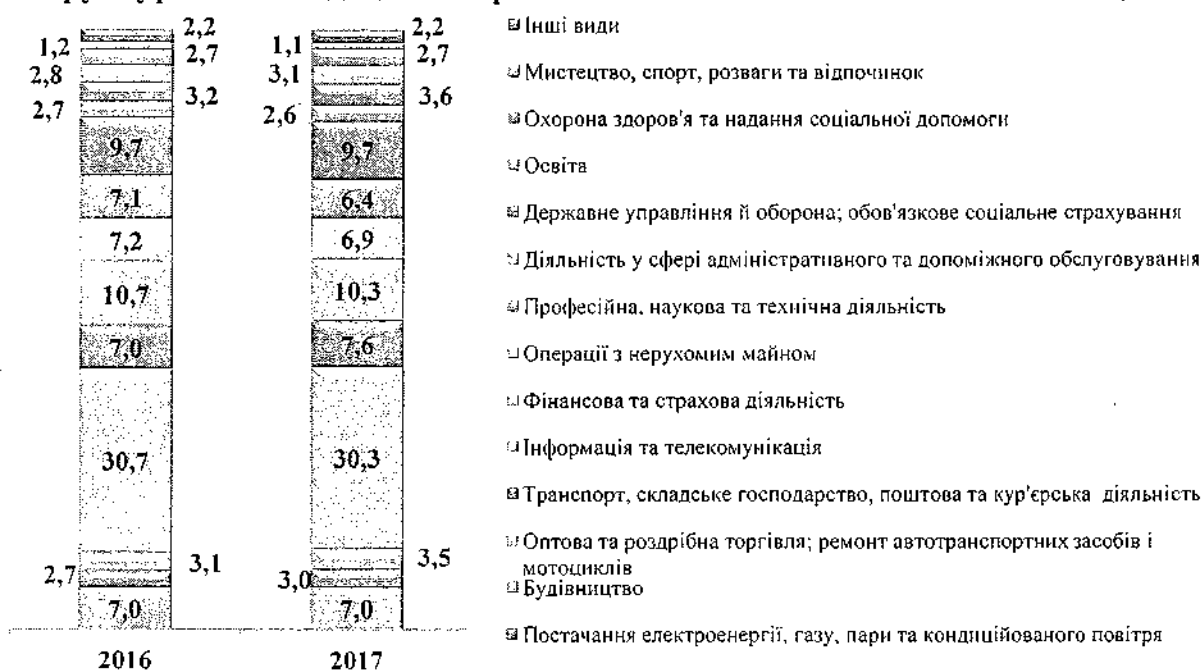 2,2
2,2
1,2
2,7
1,1
2,7
2,8
3,1
3,2
3,6
2,7
2,6
9,7
9,7
7,1
6,4
7,2
6,9
10,7
10,3
7,0
7,6
30,7
30,3
3,1
3,5
2,7
3,0
7,0
7,0
2016
2017
Інші види
Мистецтво, спорт, розваги та відпочинок
Охорона здоров'я та надання соціальної допомоги
Освіта
Державне управління й оборона; обов'язкове соціальне страхування
Діяльність у сфері адміністративного та допоміжного обслуговування
Професійна, наукова та технічна діяльність
Операції з нерухомим майном
Фінансова та страхова діяльність
Інформація та телекомунікація
Транспорт, складське господарство, поштова та кур'єрська діяльність
Оптова та роздрібна торгівля; ремонт автотранспортних засобів і
мотоциклів
Будівництво
Постачання електроенергії, газу, пари та кондиційованого повітря